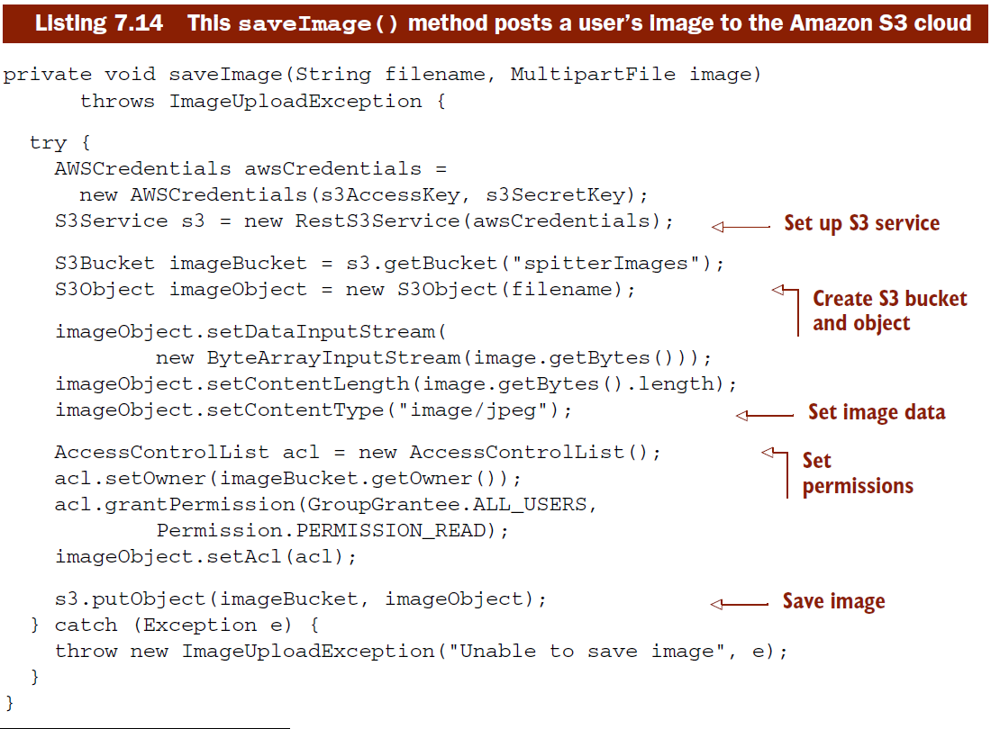 Listing 7.14 This saveImage() method posts a user's image to the Amazon S3 cloud
private void saveImage(String filename, MultipartFile image)
throws ImageUploadException {
try {
AWSCredentials awsCredentials =
new AWSCredentials(s3AccessKey, s3SecretKey);
S3Service s3 = new RestS3Service(awsCredentials);
Set up S3 service
S3Bucket imageBucket = s3.getBucket("spitterImages");
S3Object imageObject = new S3Object(filename);
Create S3 bucket
and object
imageObject.setDataInputStream(
new ByteArrayInputStream(image.getBytes()));
imageObject.setContentLength(image.getBytes().length);
imageObject.setContentType("image/jpeg");
Set image data
AccessControlList acl = new AccessControlList();
Set
permissions
acl.setOwner(imageBucket.getOwner());
acl.grantPermission(GroupGrantee.ALL_USERS,
Permission.PERMISSION_READ);
imageObject.setAcl(acl);
s3.putObject(imageBucket, imageObject);
Save image
} catch (Exception e) {
throw new ImageUploadException("Unable to save image", e);
}
}